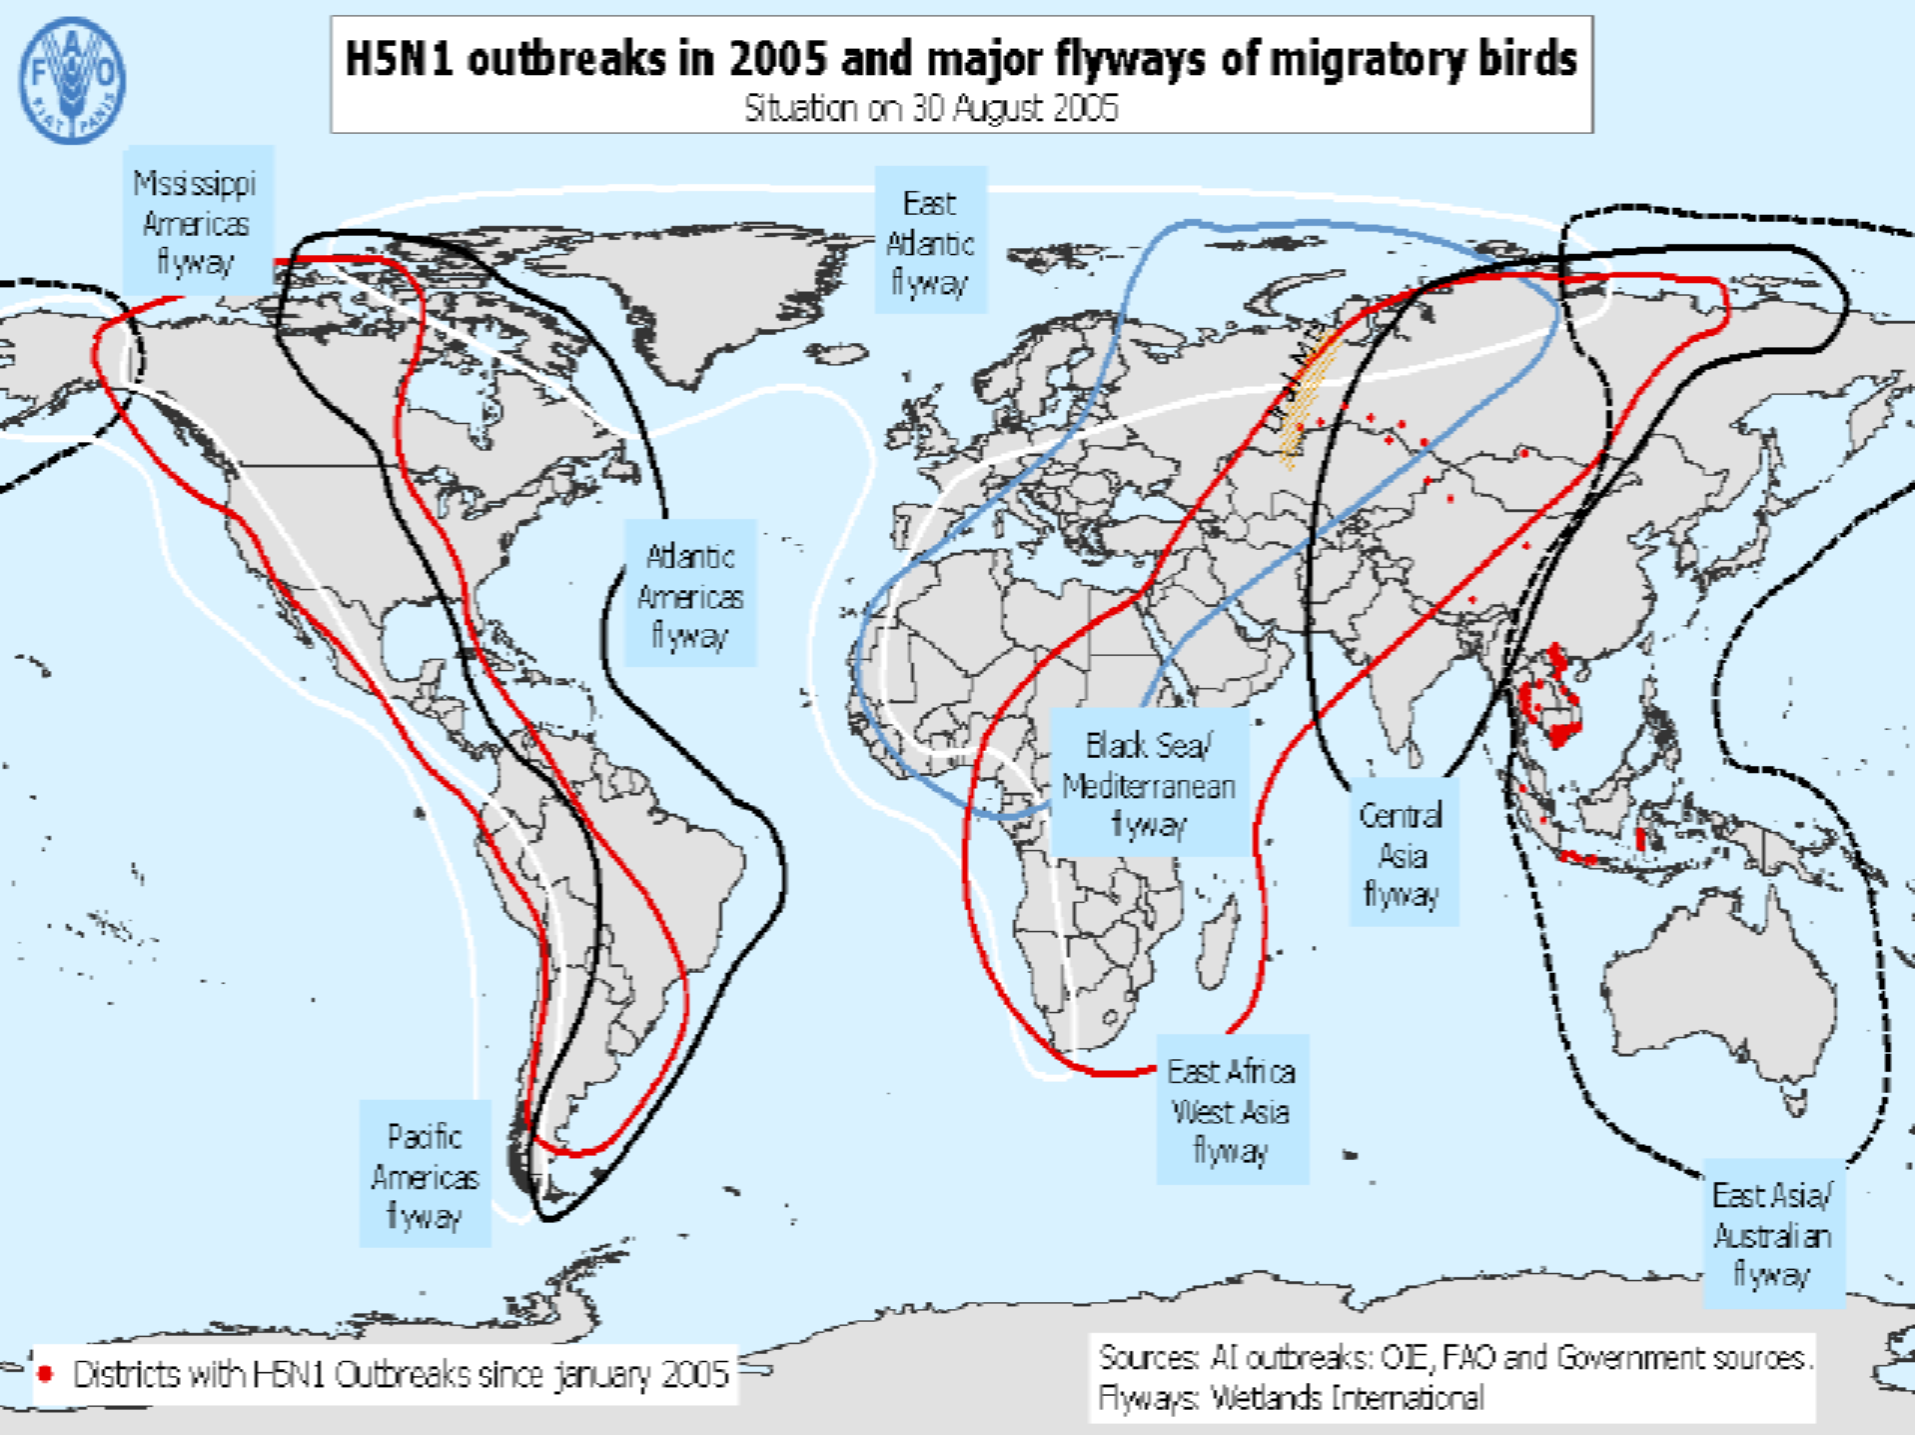 FAO
FIAT PANIS
H5N1 outbreaks in 2005 and major flyways of migratory birds
Situation on 30 August 2005
Mississippi
Americas
flyway
East
Atlantic
flyway
Atlantic
Americas
flyway
Black Sea/
Mediterranean
flyway
Central
Asia
flyway
East Africa
West Asia
flyway
Pacific
Americas
flyway
East Asia/
Australian
flyway
Districts with H5N1 Outbreaks since january 2005
Sources: AI outbreaks: OIE, FAO and Government sources.
Flyways: Wetlands International